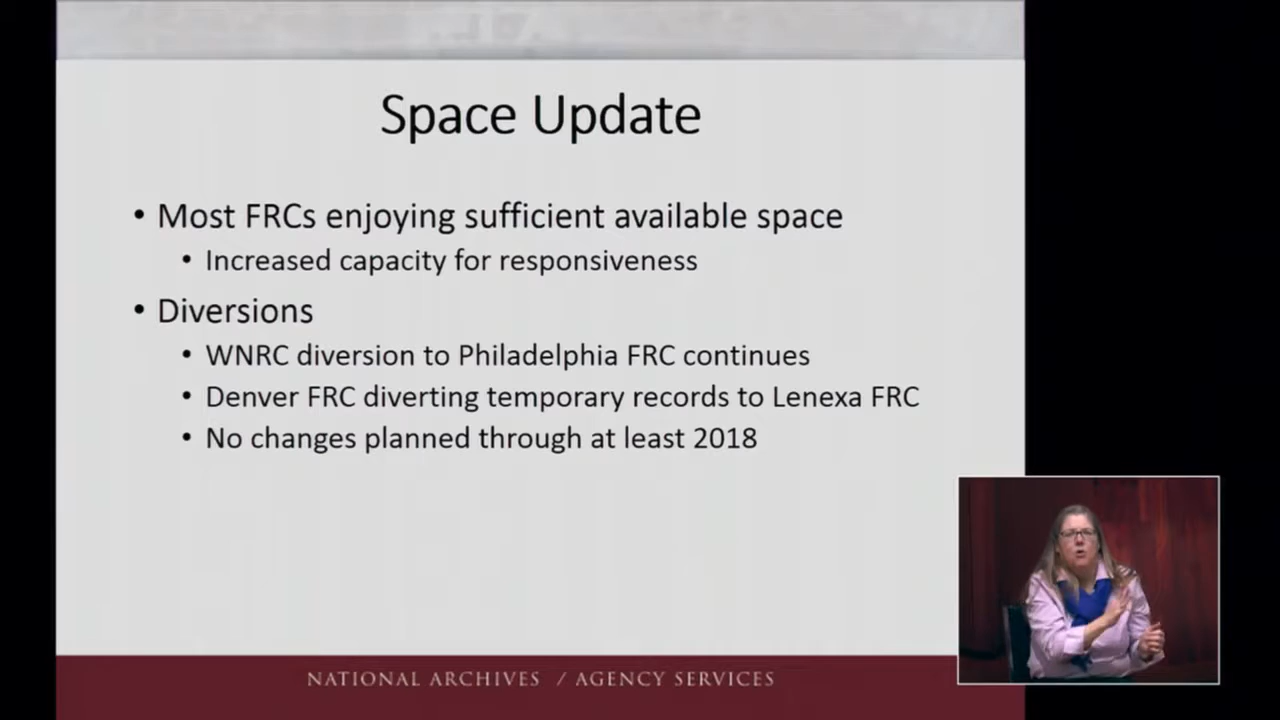 Space Update
• Most FRCs enjoying sufficient available space
• Increased capacity for responsiveness
• Diversions
• WNRC diversion to Philadelphia FRC continues
• Denver FRC diverting temporary records to Lenexa FRC
• No changes planned through at least 2018
NATIONAL ARCHIVES / AGENCY SERVICES